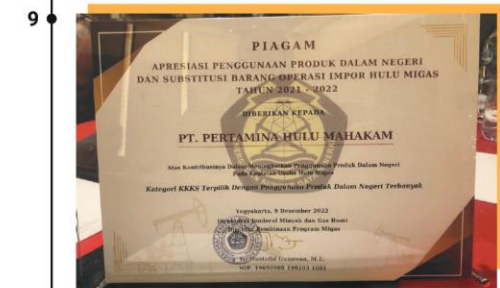 9
PIAGAM
APRESIASI PENGGUNAAN PRODUK DALAM NEGERI
DAN SUBSTITUSI BARANG OPERASI IMPOR HULU MIGAS
TAHUN 2021 - 2022
DIBERIKAN KEPADA
PT. PERTAMINA HULU MAHAKAM
Atas Kontribusinya Dalam Meningkatkan Penggunaan Produk Dalam Negeri
Pada Kegiatan Usaha Hulu Migas
Kategori KKKS Terpilih Dengan Penggunaan Produk Dalam Negeri Terbanyak
Yogyakarta, 9 Desember 2022
Direktorat Jenderal Minyak dan Gas Bumi
Direktur Pembinaan Program Migas
Gunawan, M.E.
NIP.